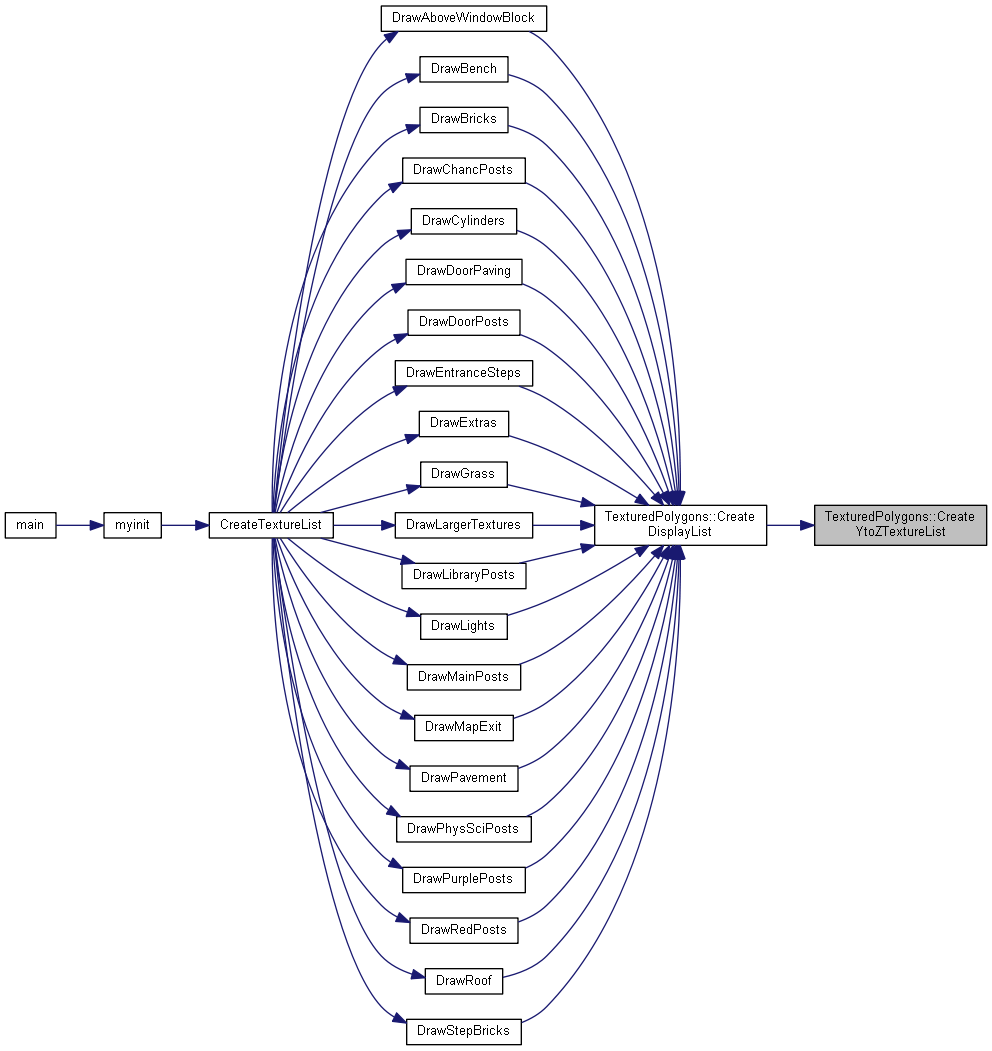 DrawAboveWindowBlock
DrawBench
DrawBricks
DrawChancPosts
DrawCylinders
DrawDoorPaving
DrawDoorPosts
DrawEntranceSteps
DrawExtras
DrawGrass
main
myinit
CreateTextureList
DrawLargerTextures
TexturedPolygons::Create
DisplayList
TexturedPolygons::Create
YtoZTextureList
DrawLibraryPosts
DrawLights
DrawMainPosts
DrawMapExit
DrawPavement
DrawPhysSciPosts
DrawPurplePosts
DrawRedPosts
DrawRoof
DrawStepBricks